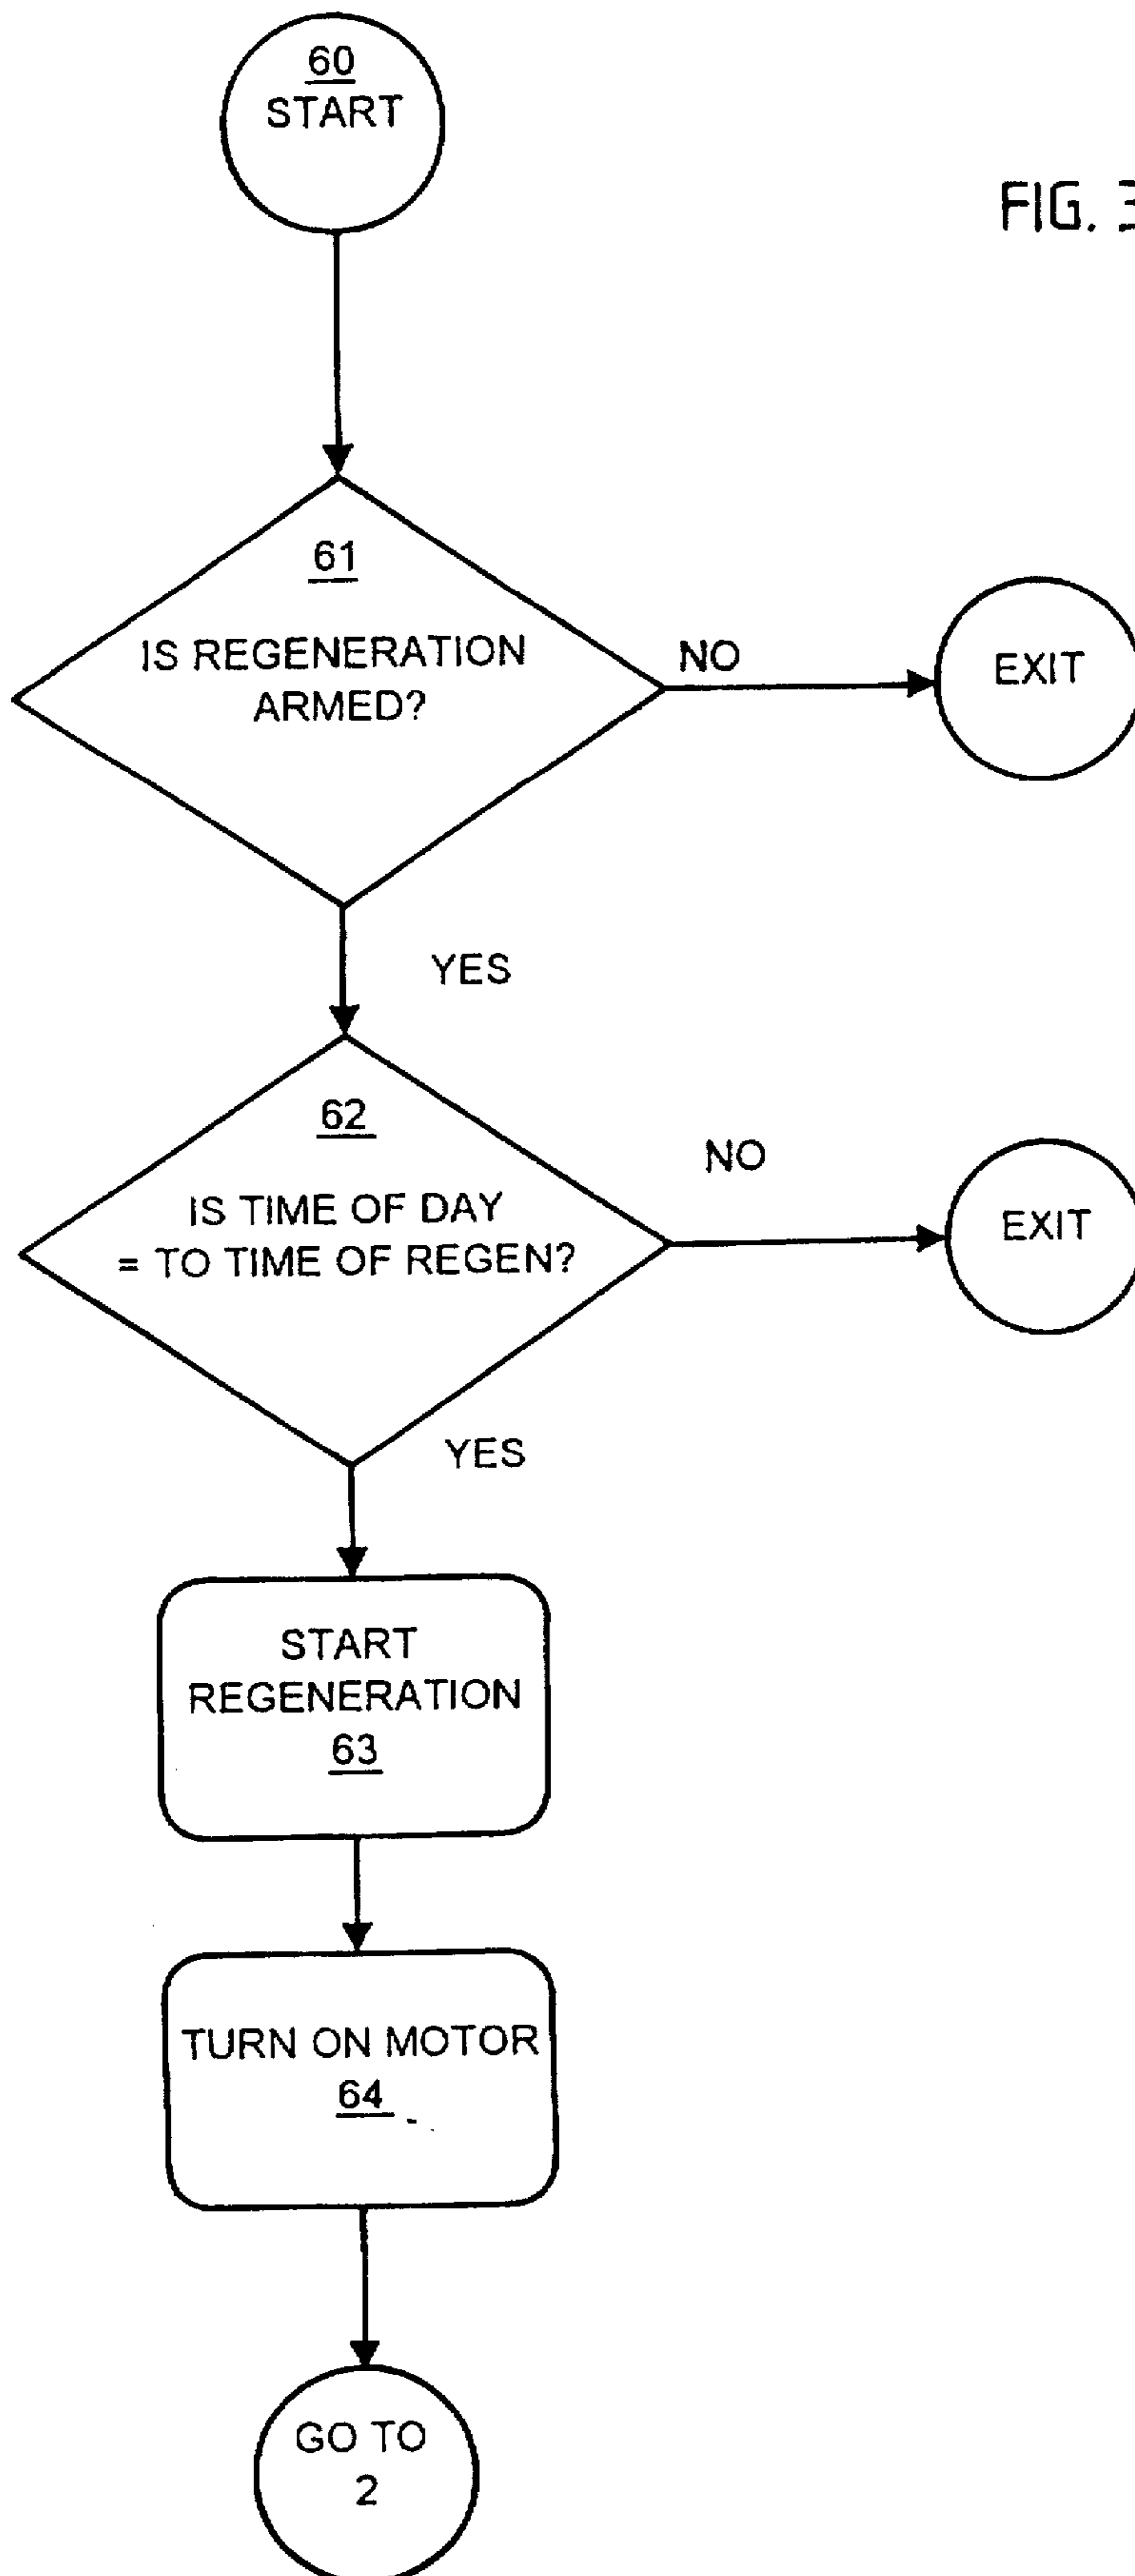 60
START
FIG. 3
61
IS REGENERATION
ARMED?
NO
EXIT
YES
62
IS TIME OF DAY
= TO TIME OF REGEN?
NO
EXIT
YES
START
REGENERATION
63
TURN ON MOTOR
64
GO TO
2